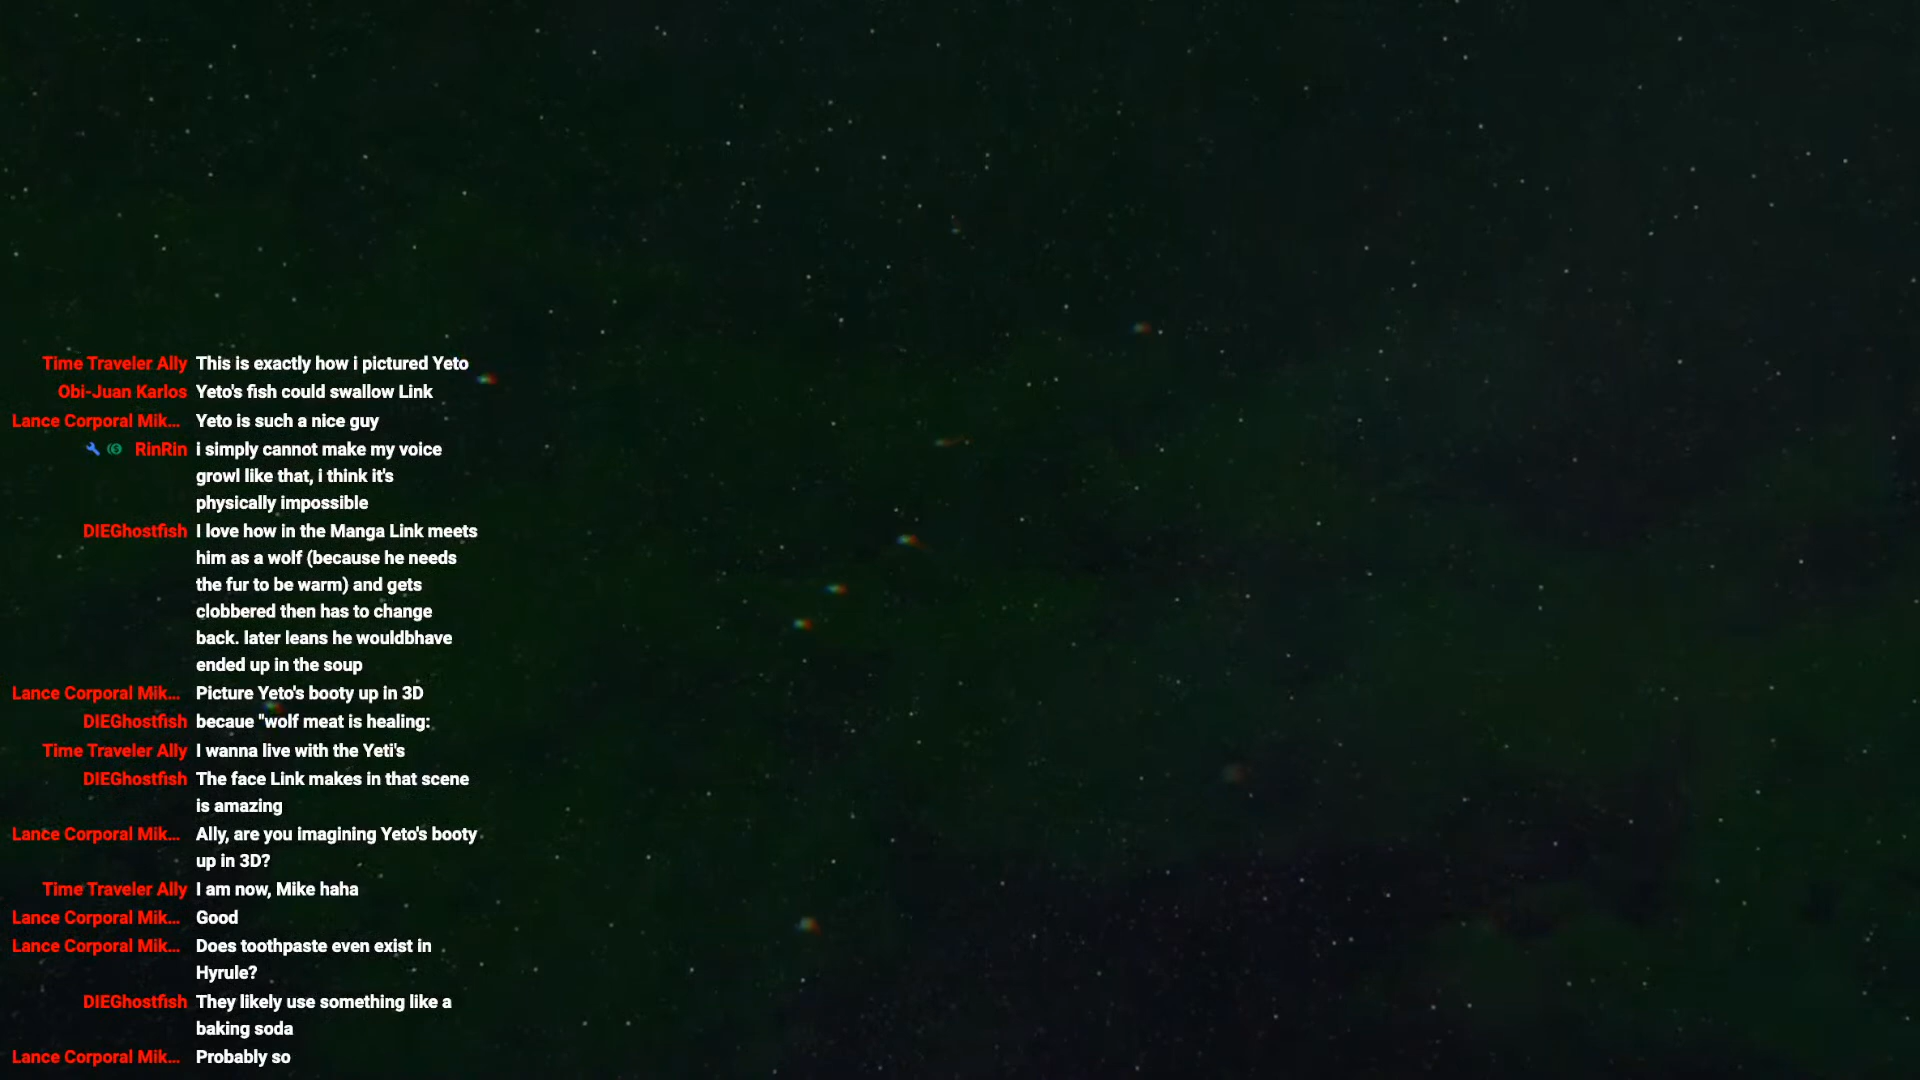 Time Traveler Ally This is exactly how i pictured Yeto
Obi-Juan Karlos Yeto's fish could swallow Link
Lance Corporal Mik... Yeto is such a nice guy
RinRin i simply cannot make my voice
growl like that, i think it's
physically impossible
DIEGhostfish I love how in the Manga Link meets
him as a wolf (because he needs
the fur to be warm) and gets
clobbered then has to change
back. later leans he wouldbhave
ended up in the soup
Lance Corporal Mik... Picture Yeto's booty up in 3D
DIEGhostfish becaue "wolf meat is healing:
Time Traveler Ally I wanna live with the Yeti's
DIEGhostfish The face Link makes in that scene
is amazing
Lance Corporal Mik... Ally, are you imagining Yeto's booty
up in 3D?
Time Traveler Ally I am now, Mike haha
Lance Corporal Mik... Good
Lance Corporal Mik... Does toothpaste even exist in
Hyrule?
DIEGhostfish They likely use something like a
baking soda
Lance Corporal Mik... Probably so